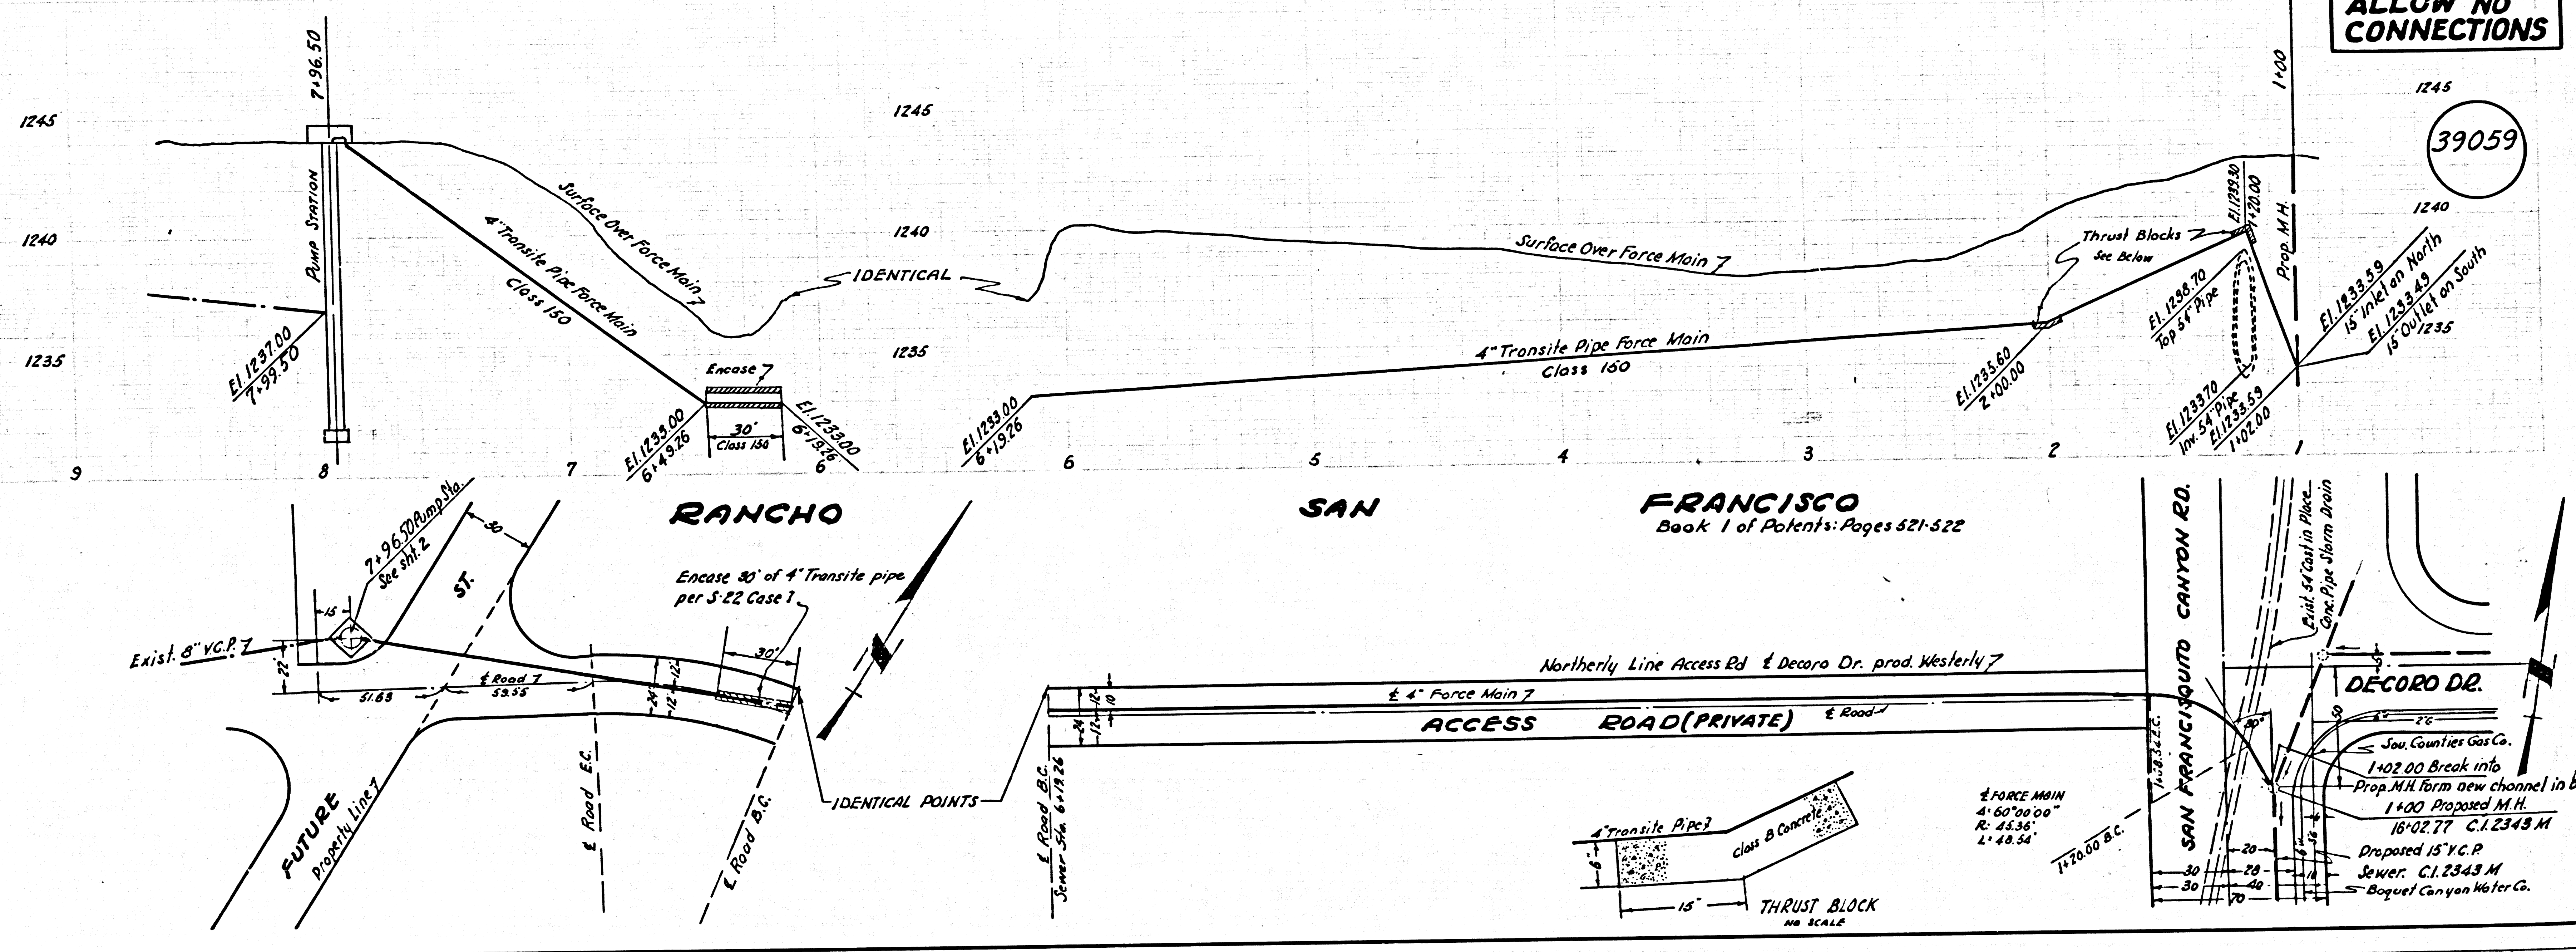 ALLOW NO
CONNECTIONS
39059
7+96.50
1+00
1245
1245
1245
1240
1240
1240
1235
1235
1235
PUMP STATION
El. 1237.00
7+99.50
Surface Over Force Main
4" Transite Pipe Force Main
Class 150
Encase
30'
Class 150
El. 1233.00
6+49.26
El. 1233.00
6+19.26
IDENTICAL
El. 1233.00
6+19.26
Surface Over Force Main
4" Transite Pipe Force Main
Class 150
Thrust Blocks
See Below
El. 1235.60
2+00.00
El. 1239.30
1+20.00
El. 1238.70
Top 54" Pipe
El. 1233.70
Inv. 54" Pipe
El. 1233.59
1+02.00
Prop. M.H.
El. 1233.59
15" Inlet on North
El. 1233.49
15" Outlet on South
9
8
7
6
6
5
4
3
2
1
RANCHO
SAN
FRANCISCO
Book 1 of Patents: Pages 521-522
7+96.50 Pump Sta.
See sht. 2
30
ST.
15
Exist. 8" V.C.P.
22'
51.68
℄ Road
59.55
24'
12'
12'
Encase 30' of 4" Transite pipe
per S-22 Case 1
30'
FUTURE
Property Line
℄ Road E.C.
℄ Road B.C.
IDENTICAL POINTS
℄ Road B.C.
Sewer Sta. 6+19.26
24
12
12
10
Northerly Line Access Rd ℄ Decoro Dr. prod. Westerly
℄ 4" Force Main
ACCESS ROAD (PRIVATE)
℄ Road
4" Transite Pipe
Class B Concrete
6"
15"
THRUST BLOCK
NO SCALE
℄ FORCE MAIN
Δ: 60°00'00"
R: 45.36'
L: 48.54'
1+20.00 B.C.
1+68.54 E.C.
SAN FRANCISQUITO CANYON RD.
Exist. 54" Cast in Place
Conc. Pipe Storm Drain
DECORO DR.
50
Sou. Counties Gas Co.
1+02.00 Break into
Prop. M.H. Form new channel in b
1+00 Proposed M.H.
16+02.77 C.I. 2343 M
Proposed 15" V.C.P.
Sewer. C.I. 2343 M
Boquet Canyon Water Co.
20
30
28
30
40
70